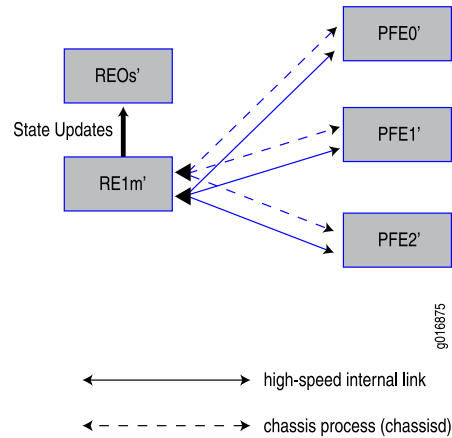 PFE0'
REOs'
State Updates
PFE1'
RE1m'
PFE2'
g016875
high-speed internal link
chassis process (chassisd)